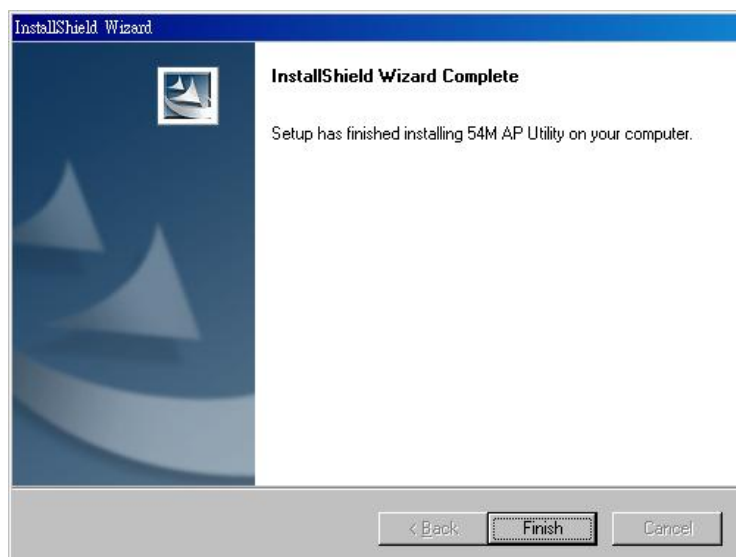 InstallShield Wizard
InstallShield Wizard Complete
Setup has finished installing 54M AP Utility on your computer.
< Back
Finish
Cancel